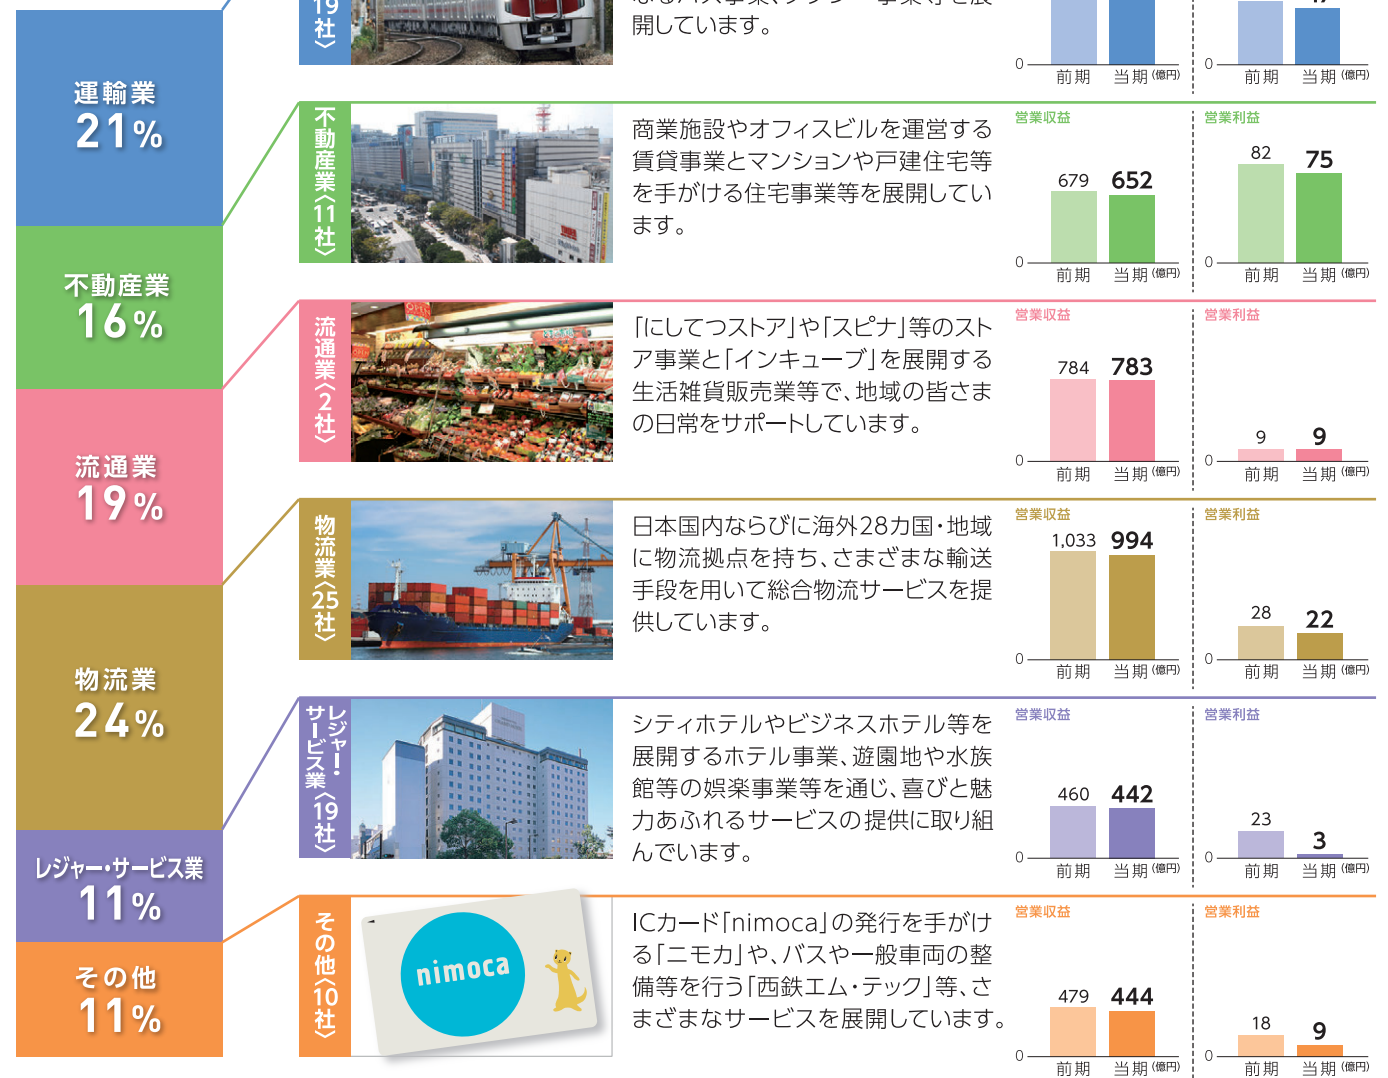 運輸業
21%
不動産業
16%
流通業
19%
物流業
24%
レジャー・サービス業
11%
その他
11%
19社〉
開しています。
0
前期 当期(億円)
0
前期 当期(億円)
不動産業〈11社〉
商業施設やオフィスビルを運営する
賃貸事業とマンションや戸建住宅等
を手がける住宅事業等を展開してい
ます。
営業収益
679 652
0
前期 当期(億円)
営業利益
82 75
0
前期 当期(億円)
流通業〈2社〉
「にしてつストア」や「スピナ」等のスト
ア事業と「インキューブ」を展開する
生活雑貨販売業等で、地域の皆さま
の日常をサポートしています。
営業収益
784 783
0
前期 当期(億円)
営業利益
9 9
0
前期 当期(億円)
物流業〈25社〉
日本国内ならびに海外28カ国・地域
に物流拠点を持ち、さまざまな輸送
手段を用いて総合物流サービスを提
供しています。
営業収益
1,033 994
0
前期 当期(億円)
営業利益
28 22
0
前期 当期(億円)
レジャー・
サービス業〈19社〉
シティホテルやビジネスホテル等を
展開するホテル事業、遊園地や水族
館等の娯楽事業等を通じ、喜びと魅
力あふれるサービスの提供に取り組
んでいます。
営業収益
460 442
0
前期 当期(億円)
営業利益
23 3
0
前期 当期(億円)
その他〈10社〉
nimoca
ICカード「nimoca」の発行を手がけ
る「ニモカ」や、バスや一般車両の整
備等を行う「西鉄エム・テック」等、さ
まざまなサービスを展開しています。
営業収益
479 444
0
前期 当期(億円)
営業利益
18 9
0
前期 当期(億円)